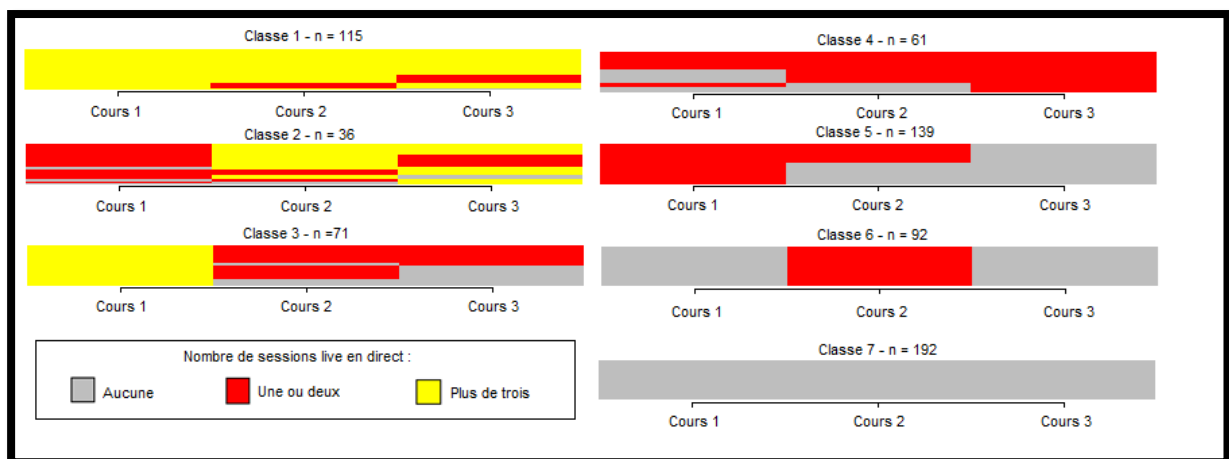 Classe 1 - n = 115
Cours 1 Cours 2 Cours 3
Classe 2 - n = 36
Cours 1 Cours 2 Cours 3
Classe 3 - n =71
Cours 1 Cours 2 Cours 3
Nombre de sessions live en direct :
Aucune Une ou deux Plus de trois
Classe 4 - n = 61
Cours 1 Cours 2 Cours 3
Classe 5 - n = 139
Cours 1 Cours 2 Cours 3
Classe 6 - n = 92
Cours 1 Cours 2 Cours 3
Classe 7 - n = 192
Cours 1 Cours 2 Cours 3